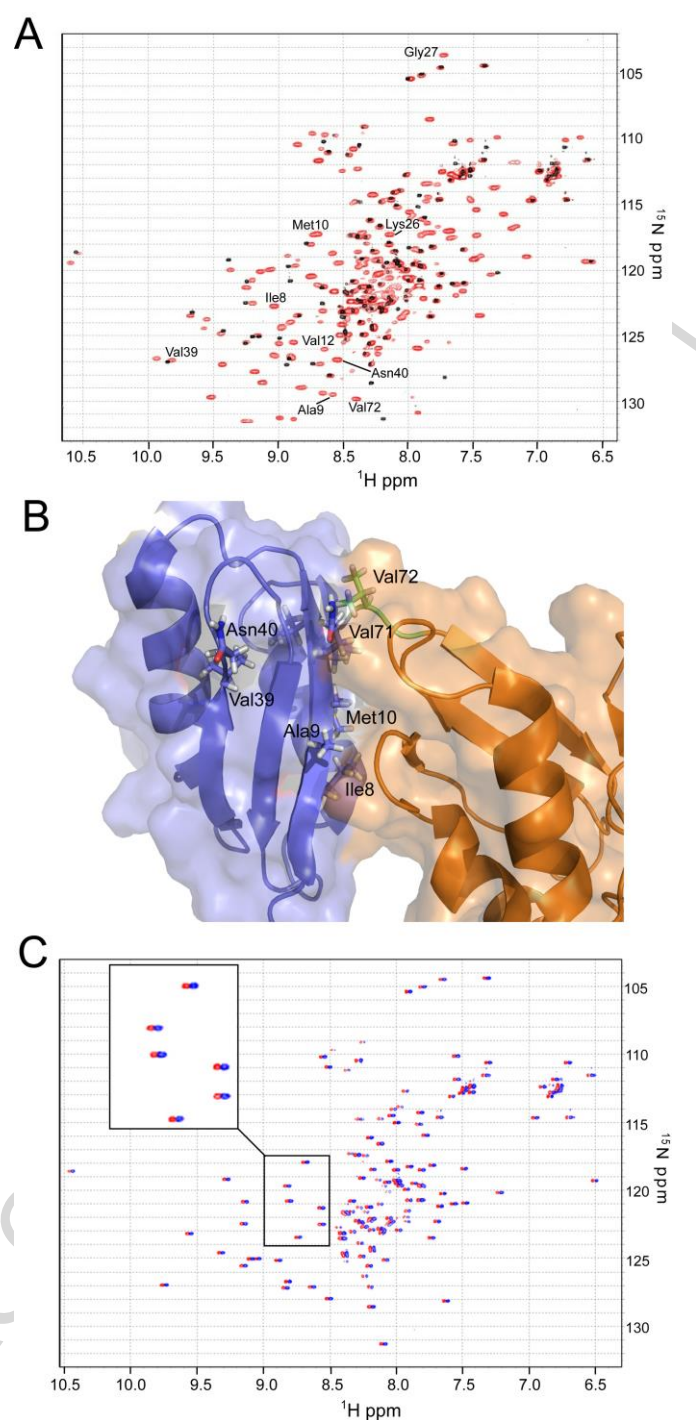 A
Gly27
105
110
115
120
125
130
15N ppm
Met10
Lys26
Ile8
Val12
Val39
Asn40
Ala9
Val72
10.5 10.0 9.5 9.0 8.5 8.0 7.5 7.0 6.5
1H ppm
B
Val72
Asn40
Val71
Val39
Met10
Ala9
Ile8
C
105
110
115
120
125
130
15N ppm
10.5 10.0 9.5 9.0 8.5 8.0 7.5 7.0 6.5
1H ppm